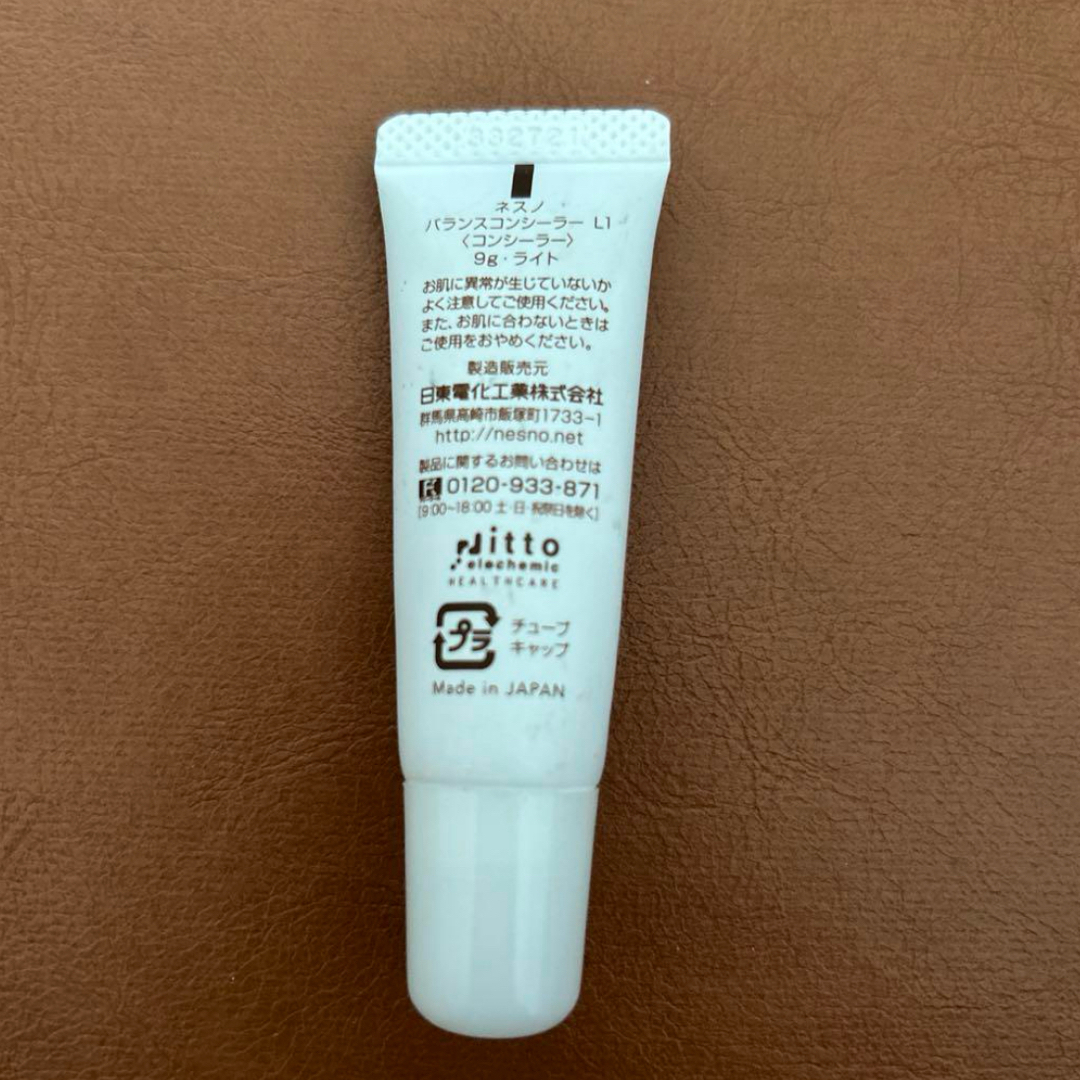 ネスノ
バランスコンシーラー L1
〈コンシーラー〉
9g・ライト
お肌に異常が生じていないか
よく注意してご使用ください。
また、お肌に合わないときは
ご使用をおやめください。
製造販売元
日東電化工業株式会社
群馬県高崎市飯塚町1733-1
http://nesno.net
製品に関するお問い合わせは
0120-933-871
[9:00~18:00 土・日・祝祭日を除く]
nitto
elechemic
HEALTHCARE
プラ
チューブ
キャップ
Made in JAPAN